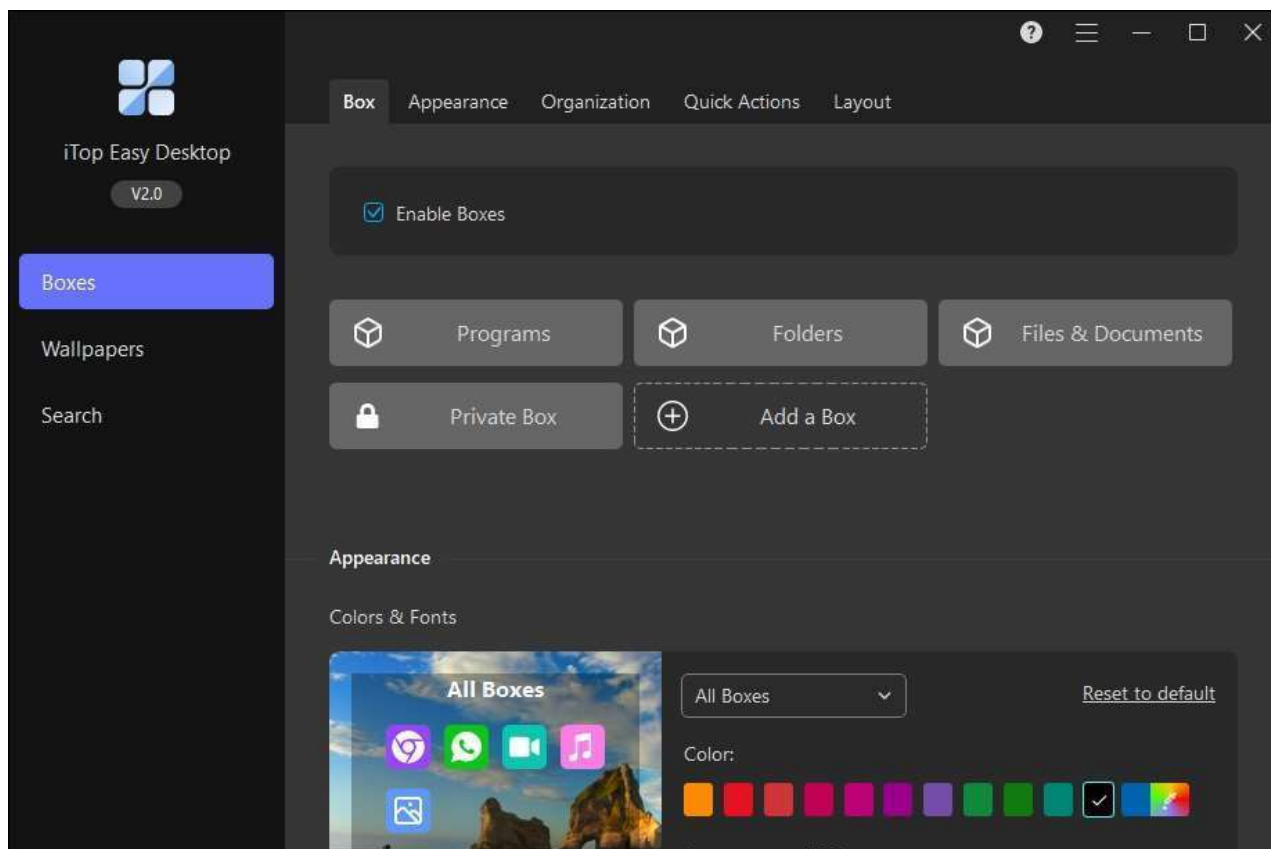 iTop Easy Desktop
V2.0
Boxes
Wallpapers
Search
Box Appearance Organization Quick Actions Layout
Enable Boxes
Programs
Folders
Files & Documents
Private Box
Add a Box
Appearance
Colors & Fonts
All Boxes
All Boxes
Reset to default
Color: